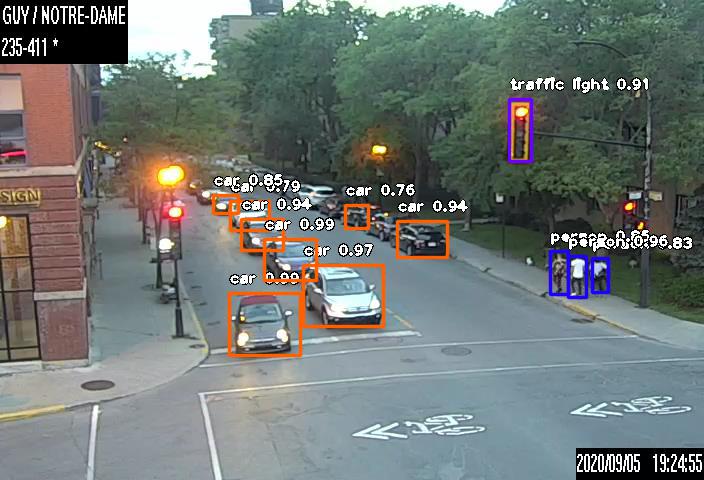 GUY / NOTRE-DAME
235-411 *
traffic light 0.91
car 0.85
car 0.79
car 0.76
car 0.94
car 0.94
car 0.99
car 0.97
car 0.99
SIGN
2020/09/05 19:24:55